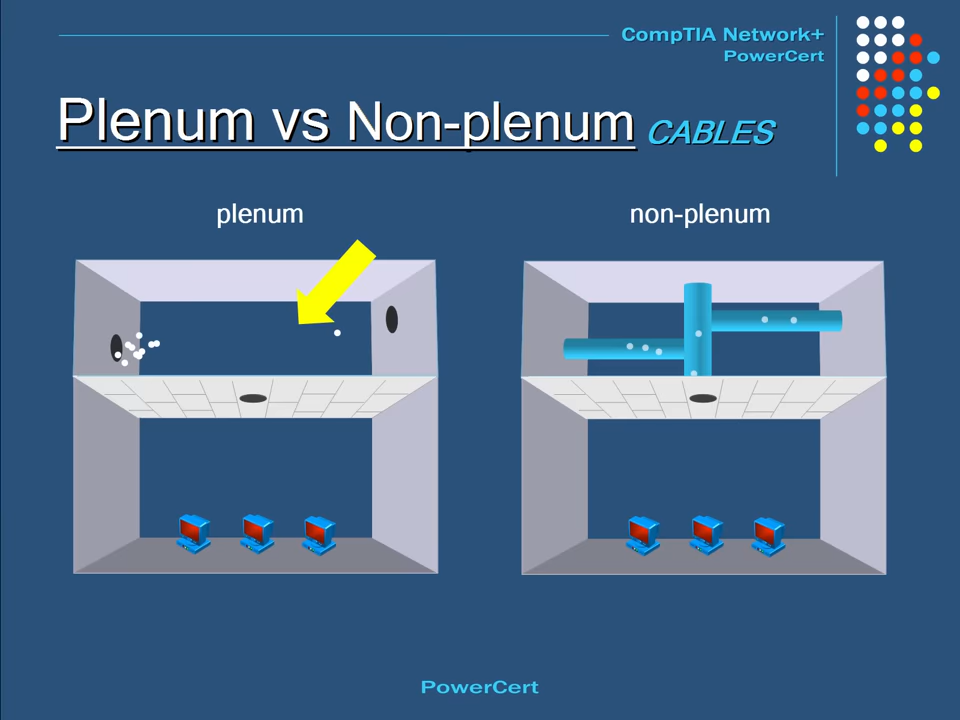 CompTIA Network+
PowerCert
Plenum vs Non-plenum CABLES
plenum
non-plenum
PowerCert